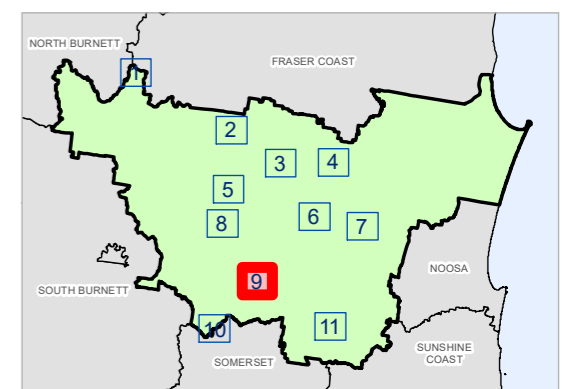 NORTH BURNETT
FRASER COAST
1
2
3
4
5
6
7
8
9
NOOSA
SOUTH BURNETT
10
11
SOMERSET
SUNSHINE
COAST